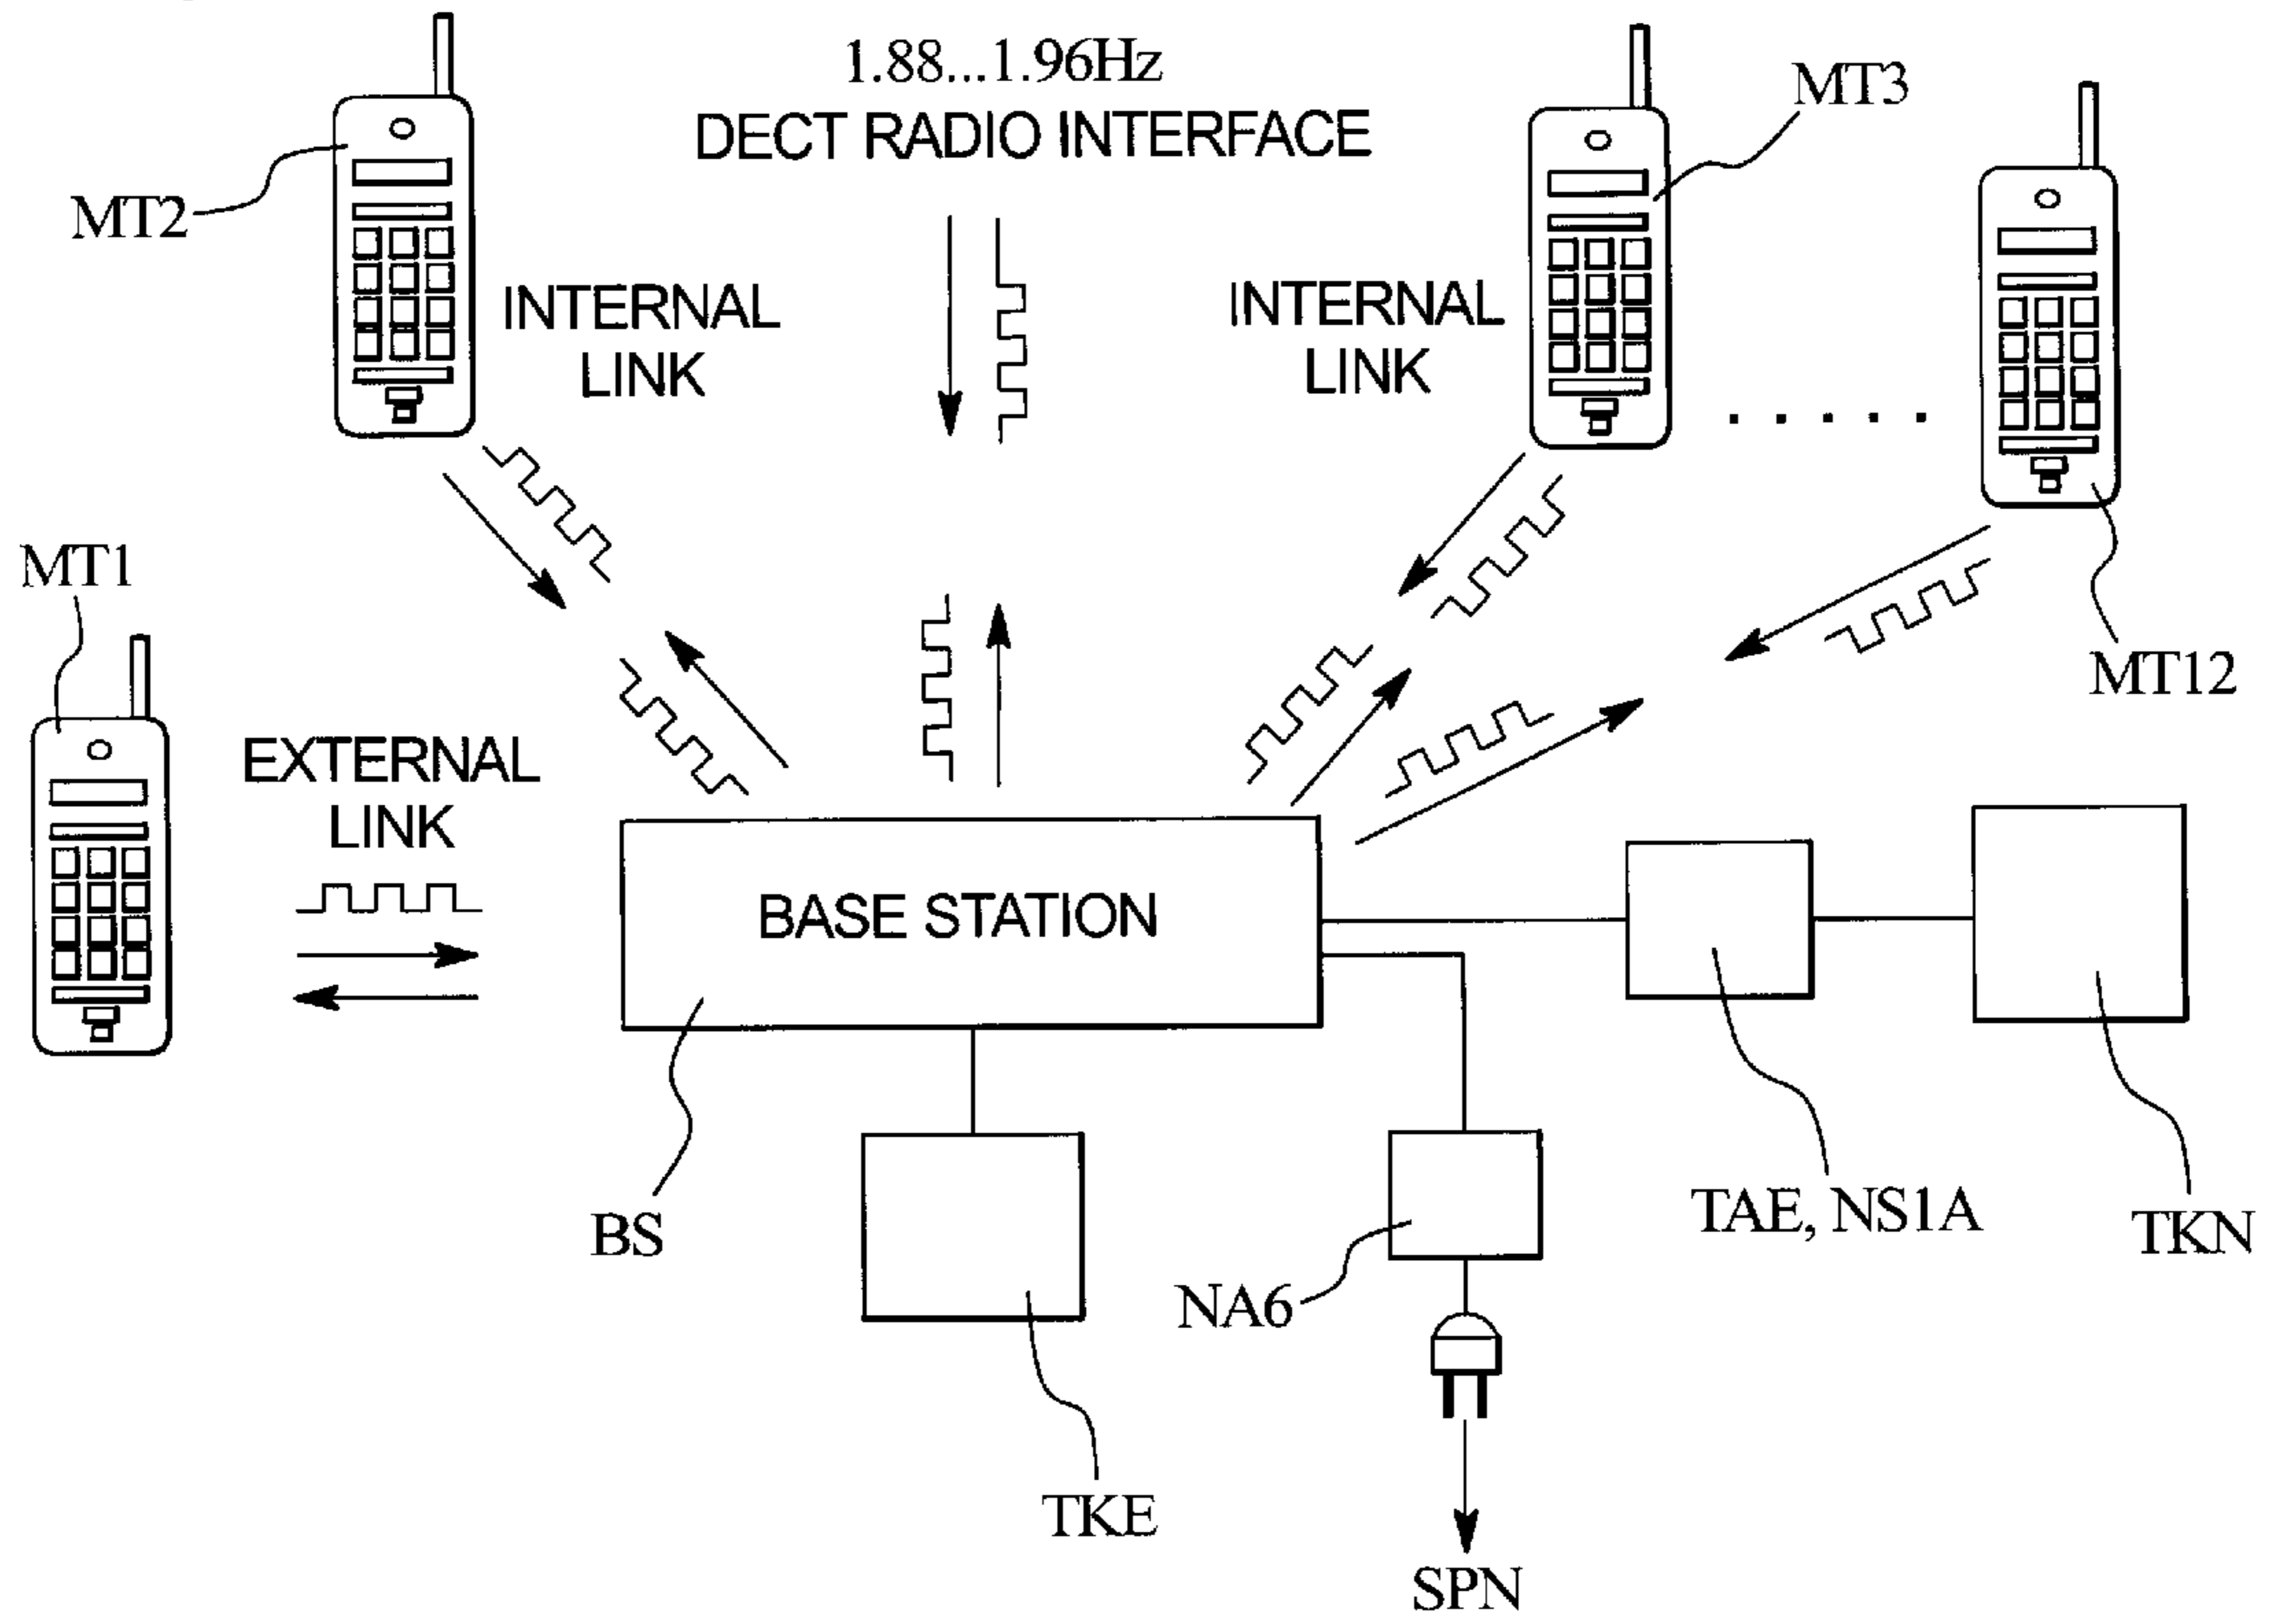 1.88...1.96Hz
DECT RADIO INTERFACE
MT3
MT2
INTERNAL
LINK
INTERNAL
LINK
MT1
MT12
EXTERNAL
LINK
BASE STATION
BS
TAE, NS1A
TKN
NA6
TKE
SPN